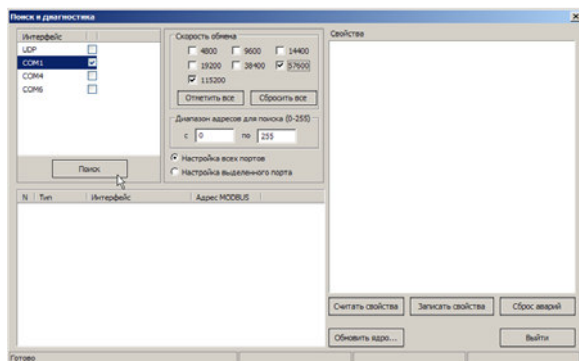 Поиск и диагностика
Интерфейс
UDP
COM1
COM4
COM6
Поиск
Скорость обмена
4800 9600 14400
19200 38400 57600
115200
Отметить все Сбросить все
Диапазон адресов для поиска (0-255)
с 0 по 255
Настройка всех портов
Настройка выделенного порта
Свойства
N Тип Интерфейс Адрес MODBUS
Считать свойства Записать свойства Сброс аварий
Обновить ядро... Выйти
Готово